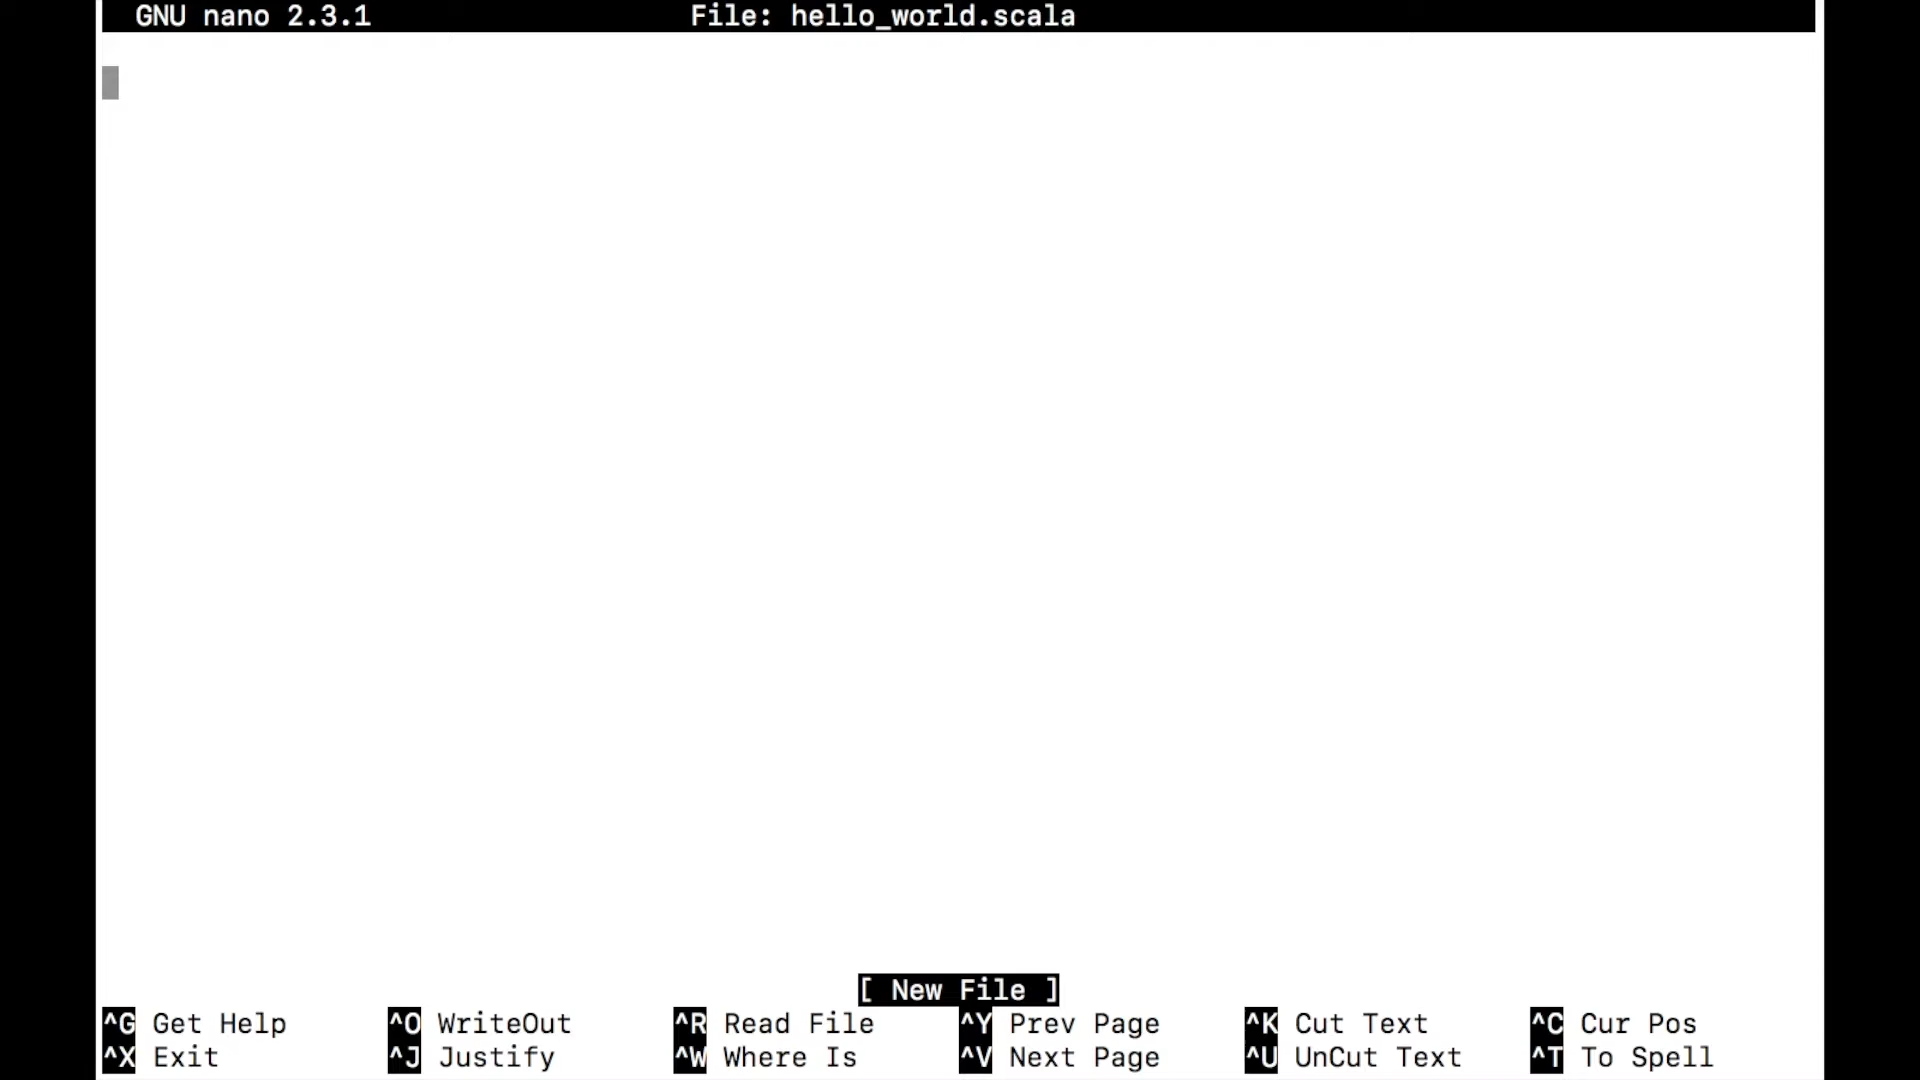 GNU nano 2.3.1 File: hello_world.scala
[ New File ]
^G Get Help ^O WriteOut ^R Read File ^Y Prev Page ^K Cut Text ^C Cur Pos
^X Exit ^J Justify ^W Where Is ^V Next Page ^U UnCut Text ^T To Spell